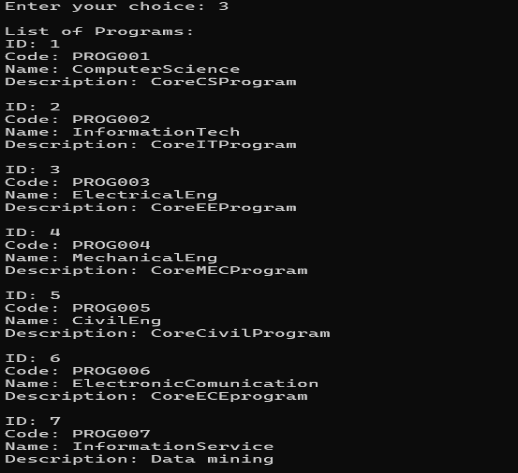 Enter your choice: 3
List of Programs:
ID: 1
Code: PROG001
Name: ComputerScience
Description: CoreCSProgram
ID: 2
Code: PROG002
Name: InformationTech
Description: CoreITProgram
ID: 3
Code: PROG003
Name: ElectricalEng
Description: CoreEEProgram
ID: 4
Code: PROG004
Name: MechanicalEng
Description: CoreMECProgram
ID: 5
Code: PROG005
Name: CivilEng
Description: CoreCivilProgram
ID: 6
Code: PROG006
Name: ElectronicComunication
Description: CoreECEprogram
ID: 7
Code: PROG007
Name: InformationService
Description: Data mining